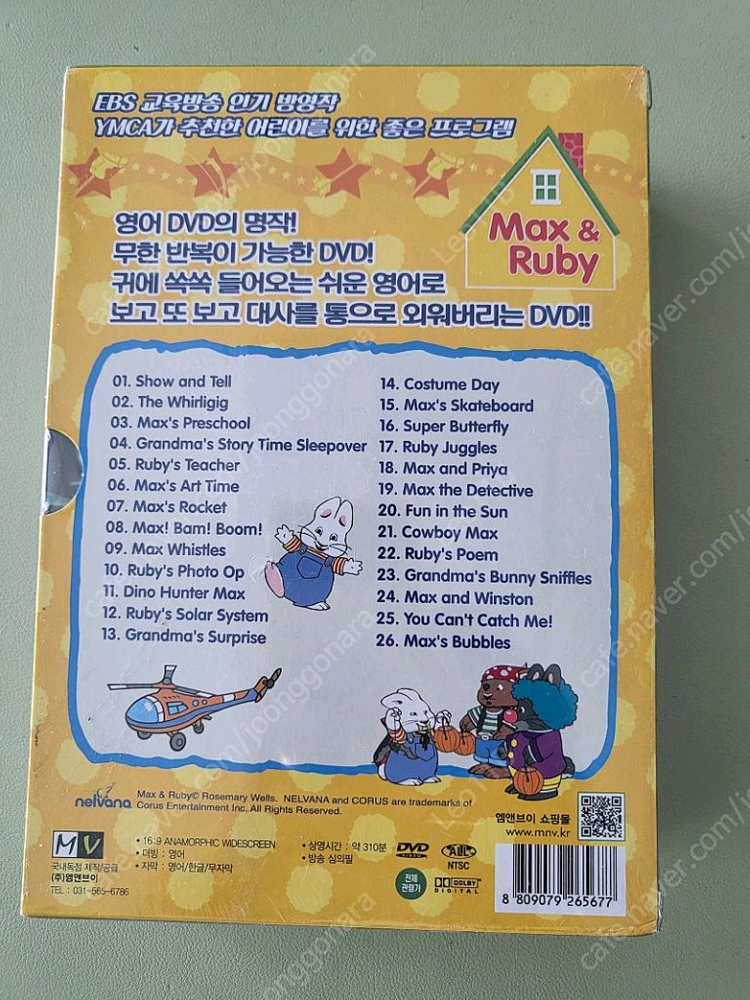 EBS 교육방송 인기 방영작
YMCA가 추천한 어린이를 위한 좋은 프로그램
Max &
Ruby
영어 DVD의 명작!
무한 반복이 가능한 DVD!
귀에 쏙쏙 들어오는 쉬운 영어로
보고 또 보고 대사를 통으로 외워버리는 DVD!!
01. Show and Tell
02. The Whirligig
03. Max's Preschool
04. Grandma's Story Time Sleepover
05. Ruby's Teacher
06. Max's Art Time
07. Max's Rocket
08. Max! Bam! Boom!
09. Max Whistles
10. Ruby's Photo Op
11. Dino Hunter Max
12. Ruby's Solar System
13. Grandma's Surprise
14. Costume Day
15. Max's Skateboard
16. Super Butterfly
17. Ruby Juggles
18. Max and Priya
19. Max the Detective
20. Fun in the Sun
21. Cowboy Max
22. Ruby's Poem
23. Grandma's Bunny Sniffles
24. Max and Winston
25. You Can't Catch Me!
26. Max's Bubbles
nelvana
Max & Ruby© Rosemary Wells. NELVANA and CORUS are trademarks of
Corus Entertainment Inc. All Rights Reserved.
엠앤브이 쇼핑몰
www.mnv.kr
MV
국내독점 제작/공급
(주)엠앤브이
TEL : 031-565-6786
• 16:9 ANAMORPHIC WIDESCREEN
• 더빙 : 영어
• 자막 : 영어/한글/무자막
• 상영시간 : 약 310분
• 방송 심의필
DVD
VIDEO
ALL
NTSC
전체
관람가
DOLBY
DIGITAL
8 809079 265677
cafe.naver.com/joonggonara